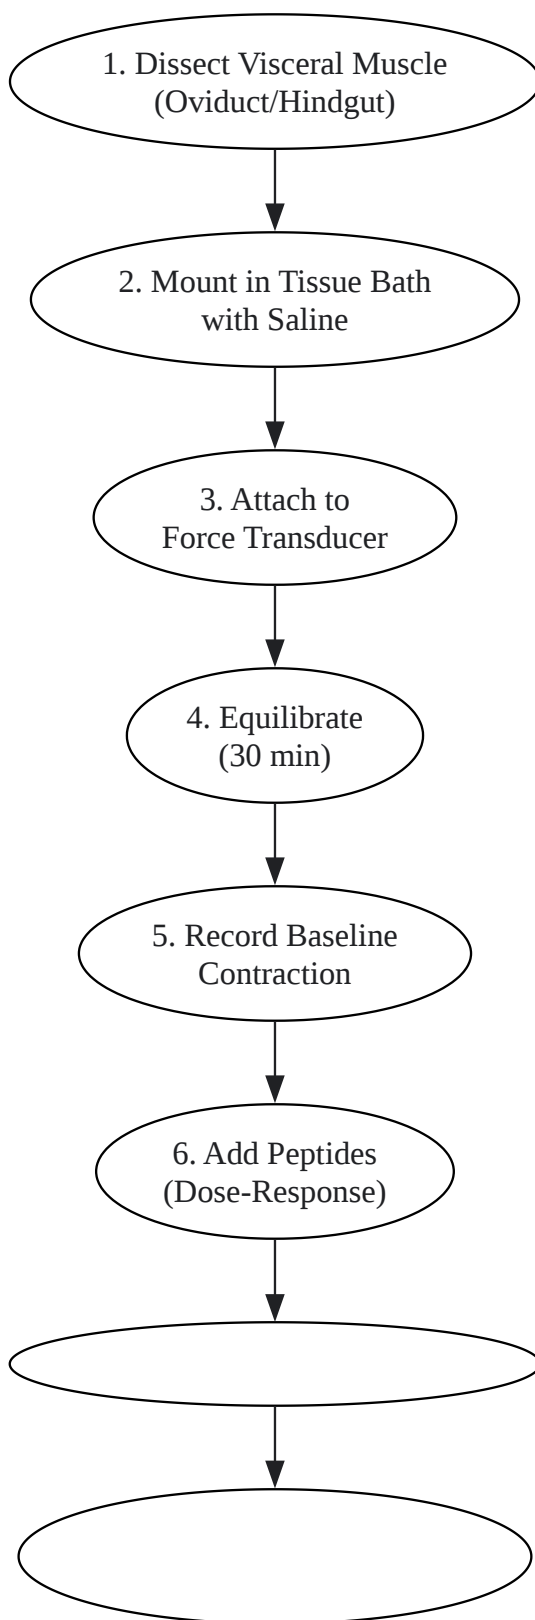 1. Dissect Visceral Muscle
(Oviduct/Hindgut)
2. Mount in Tissue Bath
with Saline
3. Attach to
Force Transducer
4. Equilibrate
(30 min)
5. Record Baseline
Contraction
6. Add Peptides
(Dose-Response)